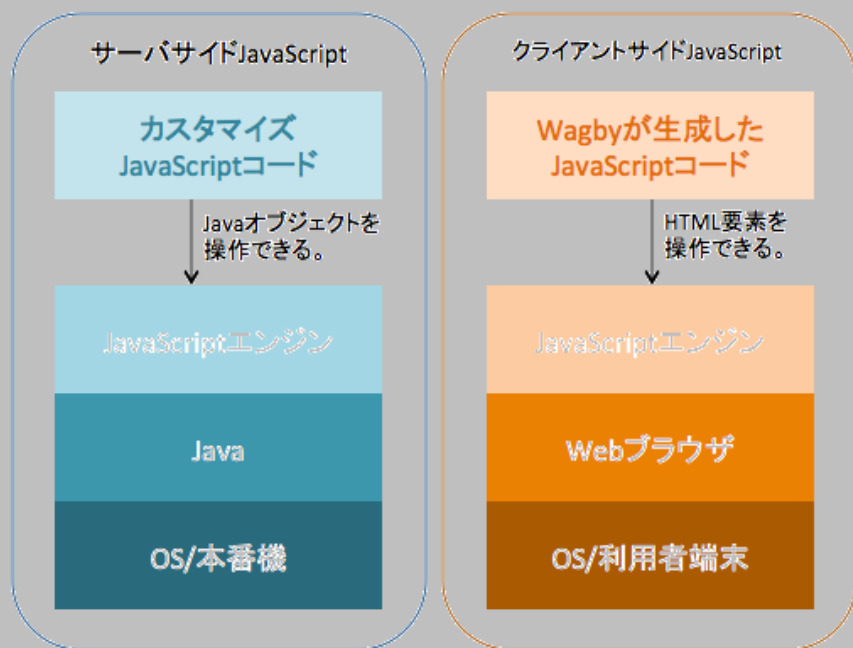 サーバサイドJavaScript
カスタマイズ
JavaScriptコード
Javaオブジェクトを
操作できる。
JavaScriptエンジン
Java
OS/本番機
クライアントサイドJavaScript
Wagbyが生成した
JavaScriptコード
HTML要素を
操作できる。
JavaScriptエンジン
Webブラウザ
OS/利用者端末